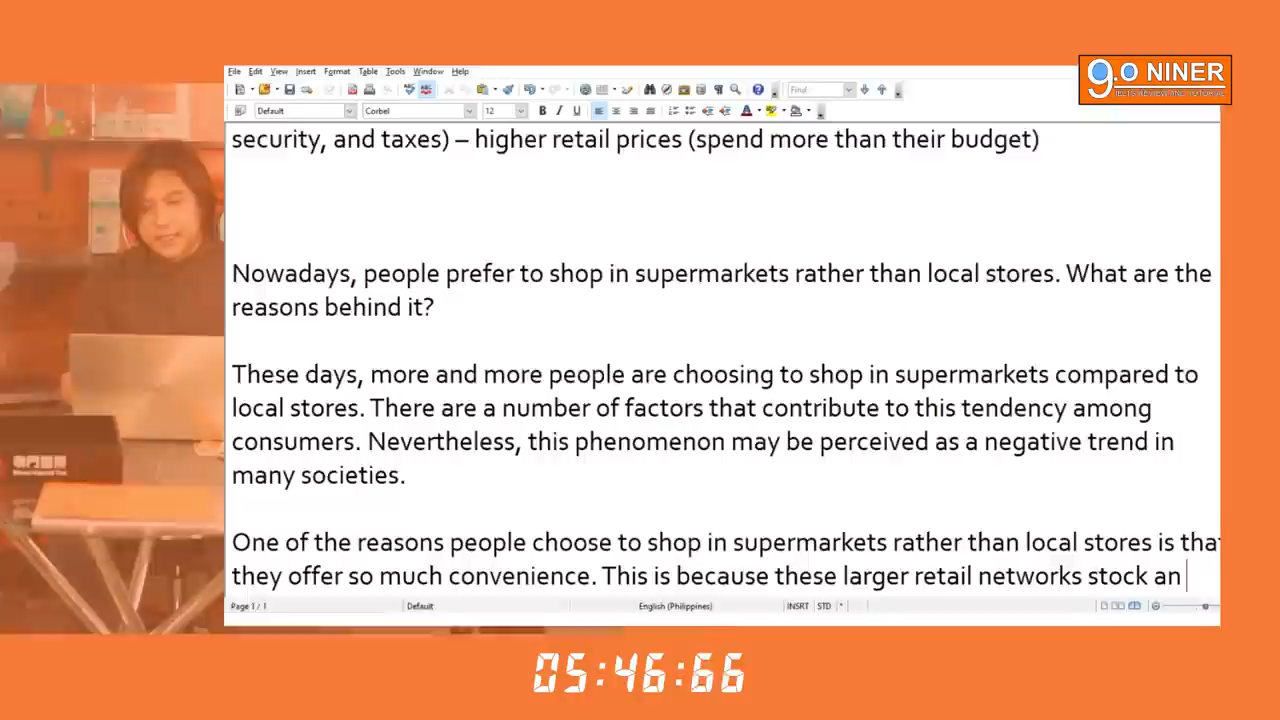 9.0 NINER
IELTS REVIEW AND TUTORIAL
File Edit View Insert Format Table Tools Window Help
Find
Default Corbel 12
security, and taxes) – higher retail prices (spend more than their budget)
Nowadays, people prefer to shop in supermarkets rather than local stores. What are the
reasons behind it?
These days, more and more people are choosing to shop in supermarkets compared to
local stores. There are a number of factors that contribute to this tendency among
consumers. Nevertheless, this phenomenon may be perceived as a negative trend in
many societies.
One of the reasons people choose to shop in supermarkets rather than local stores is that
they offer so much convenience. This is because these larger retail networks stock an
Page 1 / 1 Default English (Philippines) INSRT STD *
05:46:66